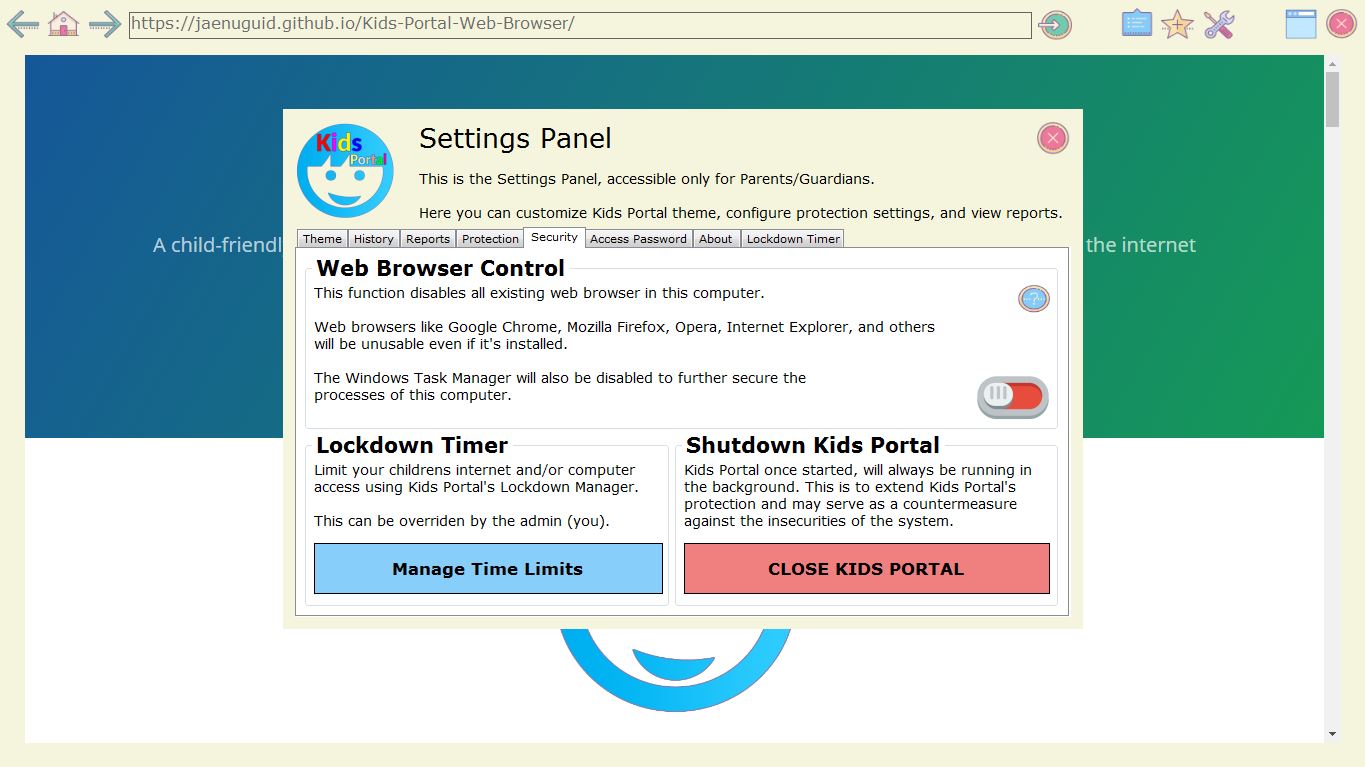 https://jaenuguid.github.io/Kids-Portal-Web-Browser/
Kids
Portal
Settings Panel
This is the Settings Panel, accessible only for Parents/Guardians.
Here you can customize Kids Portal theme, configure protection settings, and view reports.
A child-friendl
the internet
Theme History Reports Protection Security Access Password About Lockdown Timer
Web Browser Control
This function disables all existing web browser in this computer.
?
Web browsers like Google Chrome, Mozilla Firefox, Opera, Internet Explorer, and others
will be unusable even if it's installed.
The Windows Task Manager will also be disabled to further secure the
processes of this computer.
Lockdown Timer
Limit your childrens internet and/or computer
access using Kids Portal's Lockdown Manager.
This can be overriden by the admin (you).
Manage Time Limits
Shutdown Kids Portal
Kids Portal once started, will always be running in
the background. This is to extend Kids Portal's
protection and may serve as a countermeasure
against the insecurities of the system.
CLOSE KIDS PORTAL